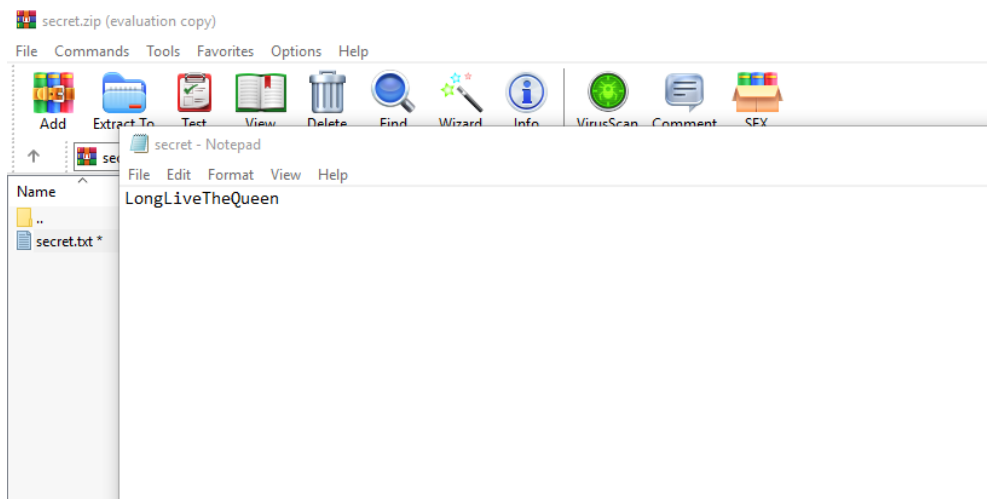 secret.zip (evaluation copy)
File Commands Tools Favorites Options Help
Add Extract To Test View Delete Find Wizard Info VirusScan Comment SFX
sec
secret - Notepad
File Edit Format View Help
Name
LongLiveTheQueen
..
secret.txt *